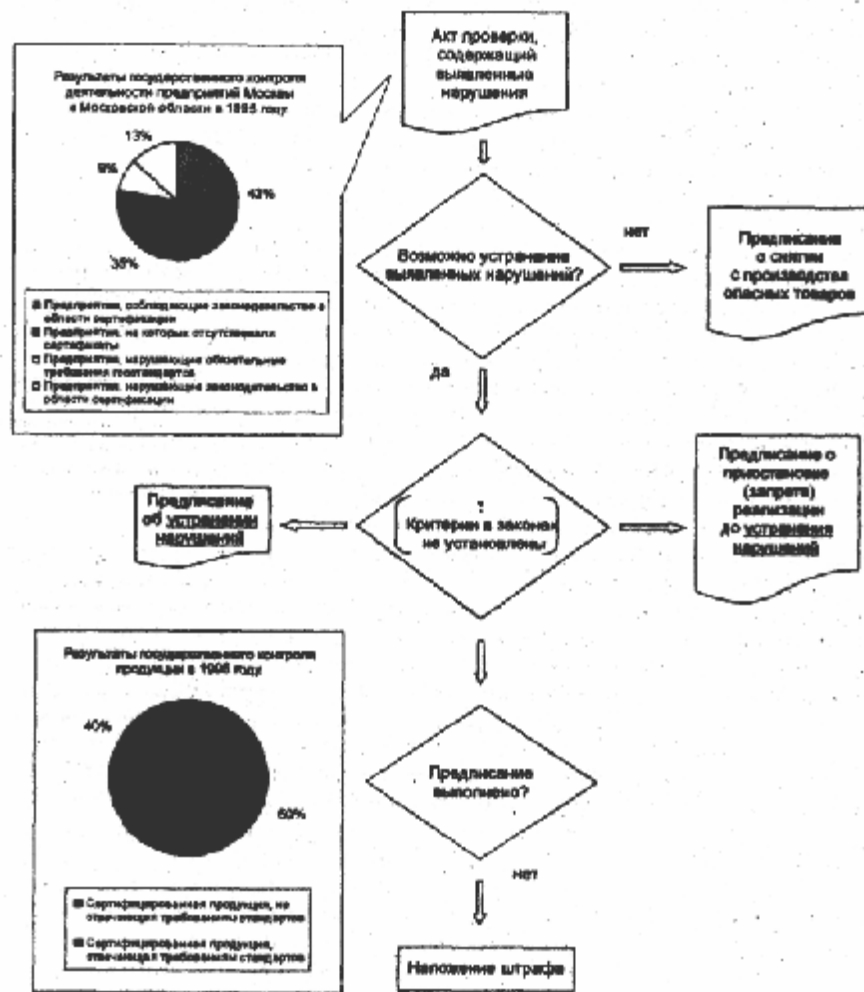 Акт проверки,
содержащий
выявленные
нарушения
Результаты государственного контроля
деятельности предприятий Москвы
и Московской области в 1995 году
13%
9%
43%
35%
Предприятия, соблюдающие законодательство в
области сертификации
Предприятия, на которых отсутствовали
сертификаты
Предприятия, нарушающие обязательные
требования госстандартов
Предприятия, нарушающие законодательство в
области сертификации
Возможно устранение
выявленных нарушений?
нет
Предписание
о снятии
с производства
опасных товаров
да
Предписание
об устранении
нарушений
?
Критерии в законах
не установлены
Предписание о
приостановке
(запрете)
реализации
до устранения
нарушений
Результаты государственного контроля
продукции в 1996 году
40%
60%
Сертифицированная продукция, не
отвечающая требованиям стандартов
Сертифицированная продукция,
отвечающая требованиям стандартов
Предписание
выполнено?
нет
Наложение штрафа